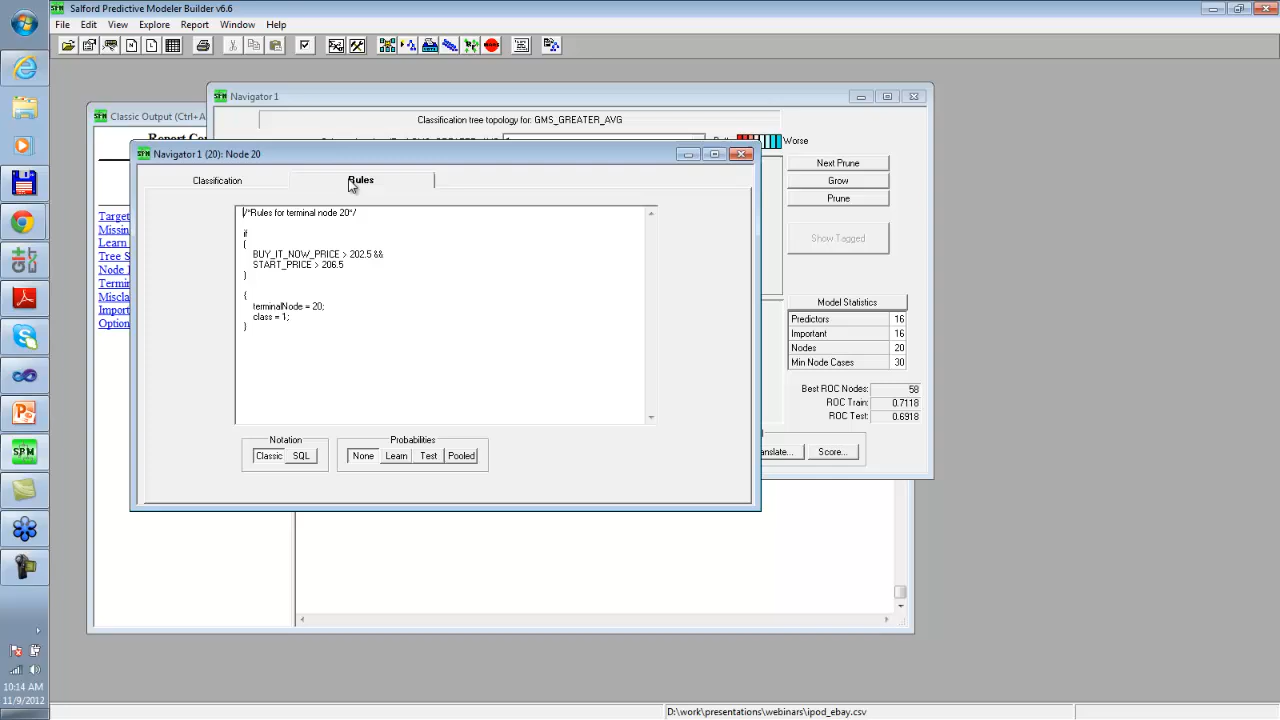 Salford Predictive Modeler Builder v6.6
File Edit View Explore Report Window Help
Navigator 1
Classic Output (Ctrl+A
Classification tree topology for: GMS_GREATER_AVG
Worse
Navigator 1 (20): Node 20
Next Prune
Grow
Prune
Show Tagged
Classification
Rules
/*Rules for terminal node 20*/
if
{
BUY_IT_NOW_PRICE > 202.5 &&
START_PRICE > 206.5
}
{
terminalNode = 20;
class = 1;
}
Target
Missin
Learn
Tree S
Node I
Termin
Miscla
Import
Option
Model Statistics
Predictors 16
Important 16
Nodes 20
Min Node Cases 30
Best ROC Nodes: 58
ROC Train: 0.7118
ROC Test: 0.6918
Notation
Classic SQL
Probabilities
None Learn Test Pooled
anslate... Score...
10:14 AM
11/9/2012
D:\work\presentations\webinars\ipod_ebay.csv